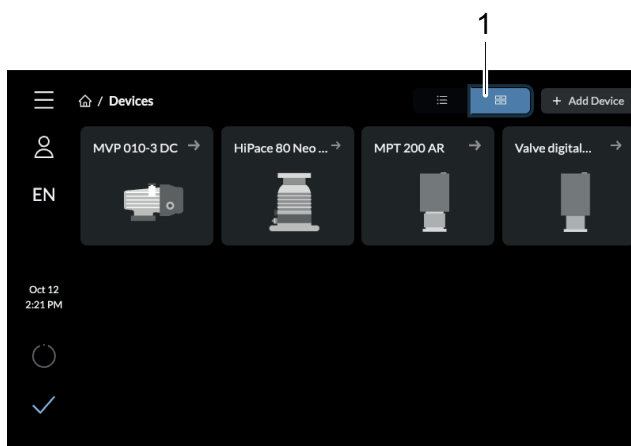 1
/ Devices
+ Add Device
MVP 010-3 DC →
HiPace 80 Neo ... →
MPT 200 AR →
Valve digital... →
EN
Oct 12
2:21 PM